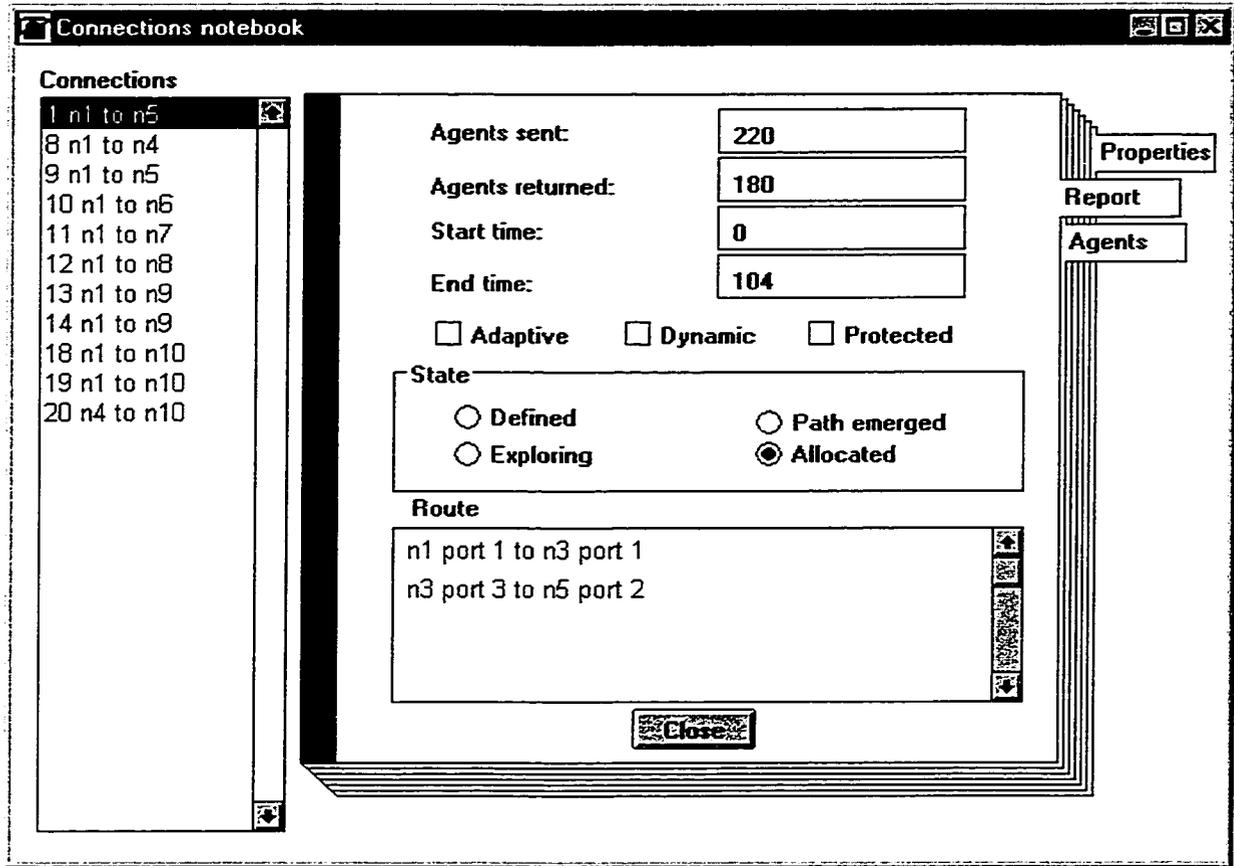 Connections notebook
Connections
1 n1 to n5
8 n1 to n4
9 n1 to n5
10 n1 to n6
11 n1 to n7
12 n1 to n8
13 n1 to n9
14 n1 to n9
18 n1 to n10
19 n1 to n10
20 n4 to n10
Agents sent: 220
Agents returned: 180
Start time: 0
End time: 104
Adaptive Dynamic Protected
State
Defined Path emerged
Exploring Allocated
Route
n1 port 1 to n3 port 1
n3 port 3 to n5 port 2
Close
Properties
Report
Agents